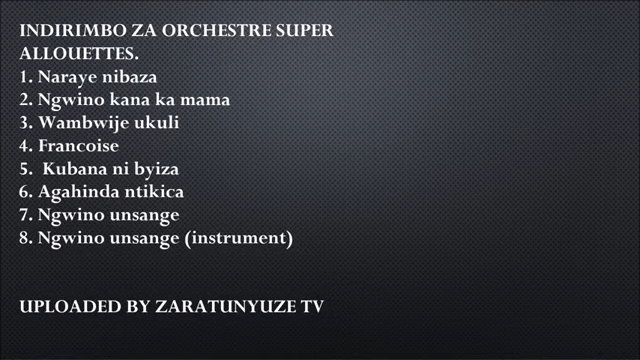 INDIRIMBO ZA ORCHESTRE SUPER
ALLOUETTES.
1. Naraye nibaza
2. Ngwino kana ka mama
3. Wambwije ukuli
4. Francoise
5.  Kubana ni byiza
6. Agahinda ntikica
7. Ngwino unsange
8. Ngwino unsange (instrument)
UPLOADED BY ZARATUNYUZE TV